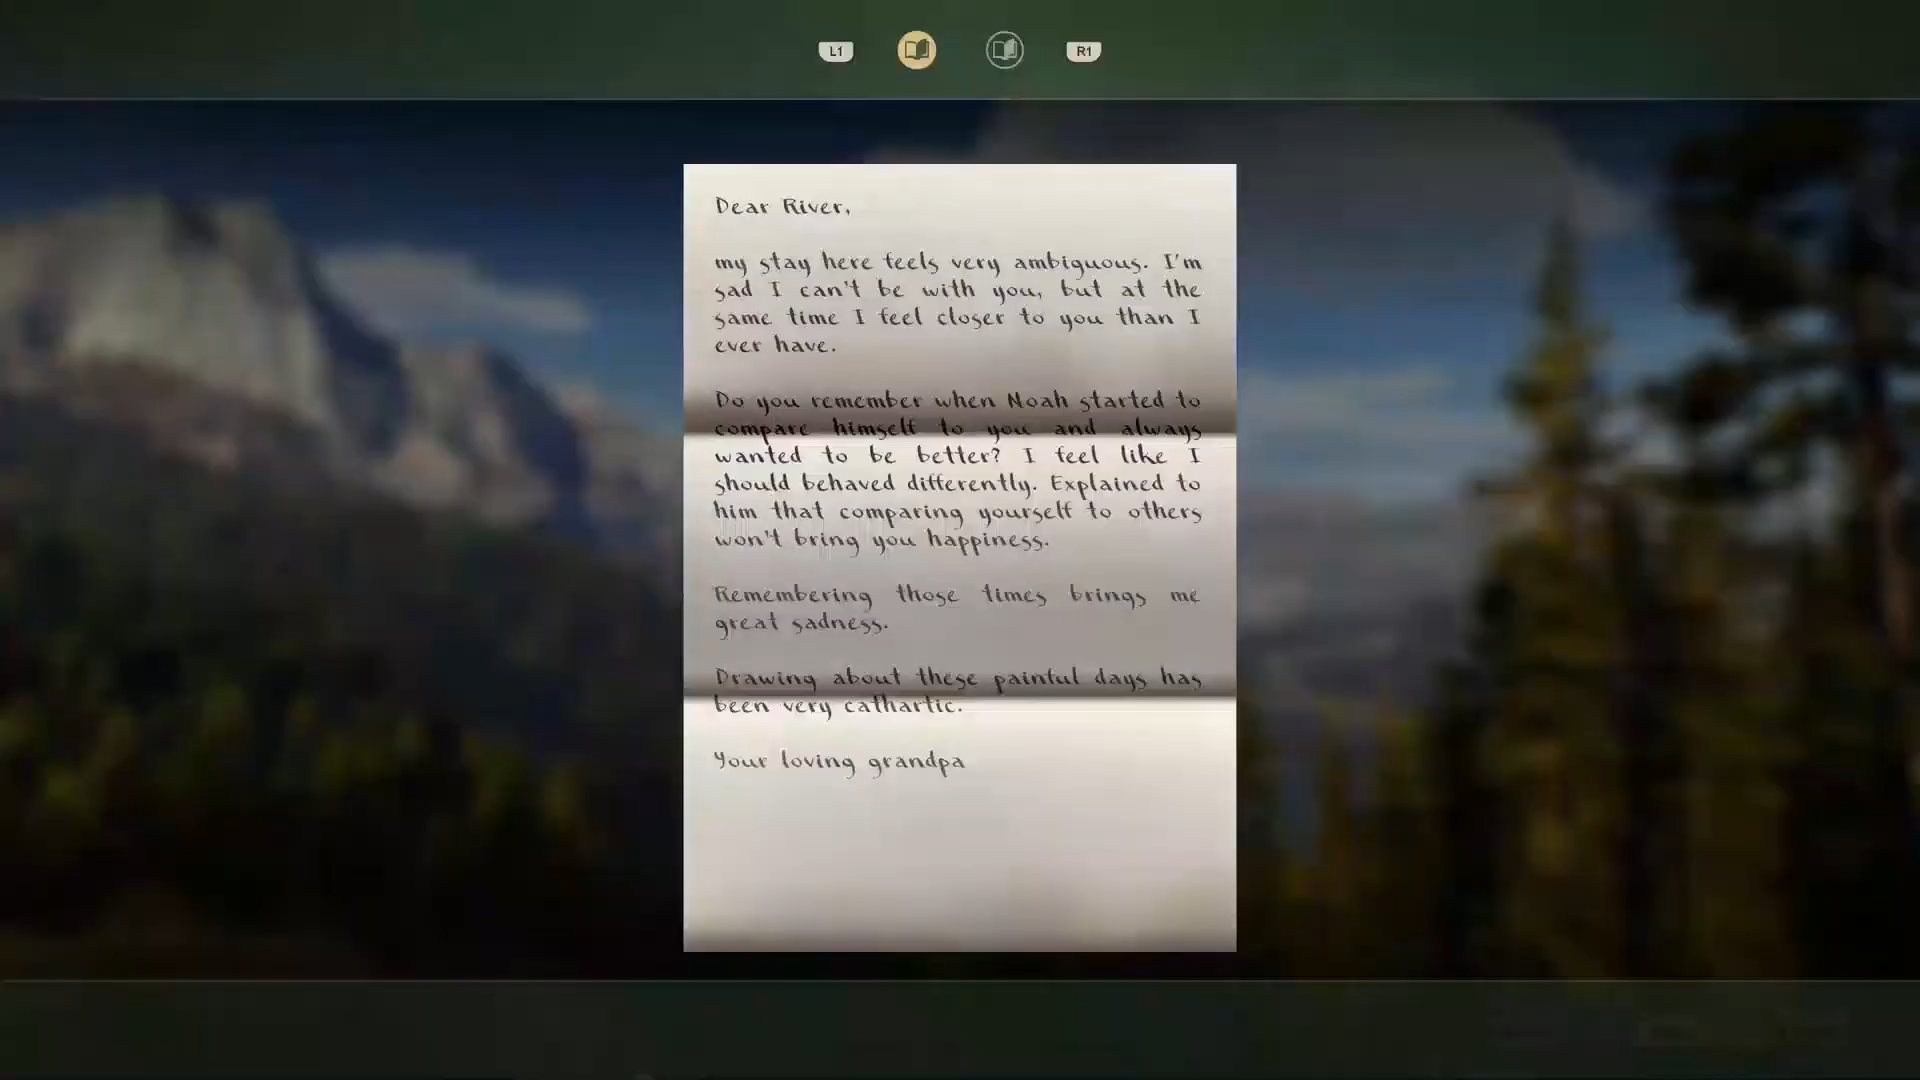 L1
R1
Dear River,
my stay here feels very ambiguous. I'm
sad I can't be with you, but at the
same time I feel closer to you than I
ever have.
Do you remember when Noah started to
compare himself to you and always
wanted to be better? I feel like I
should behaved differently. Explained to
him that comparing yourself to others
won't bring you happiness.
Remembering those times brings me
great sadness.
Drawing about these painful days has
been very cathartic.
Your loving grandpa